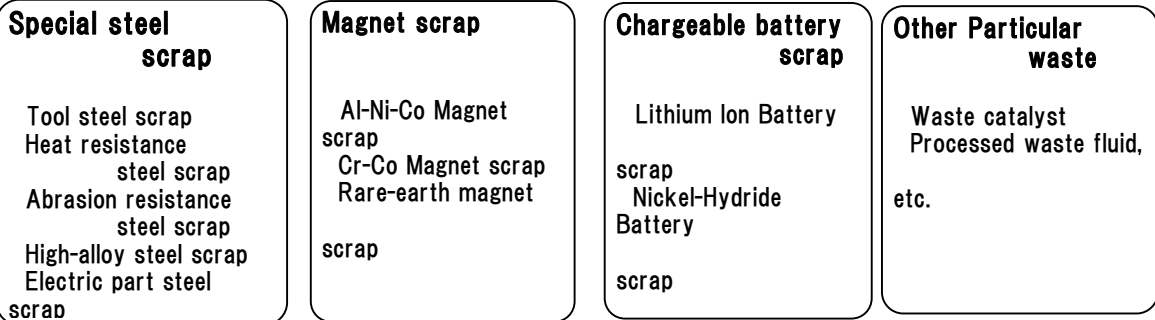 Special steel
scrap
Tool steel scrap
Heat resistance
steel scrap
Abrasion resistance
steel scrap
High-alloy steel scrap
Electric part steel
scrap
Magnet scrap
Al-Ni-Co Magnet
scrap
Cr-Co Magnet scrap
Rare-earth magnet
scrap
Chargeable battery
scrap
Lithium Ion Battery
scrap
Nickel-Hydride
Battery
scrap
Other Particular
waste
Waste catalyst
Processed waste fluid,
etc.